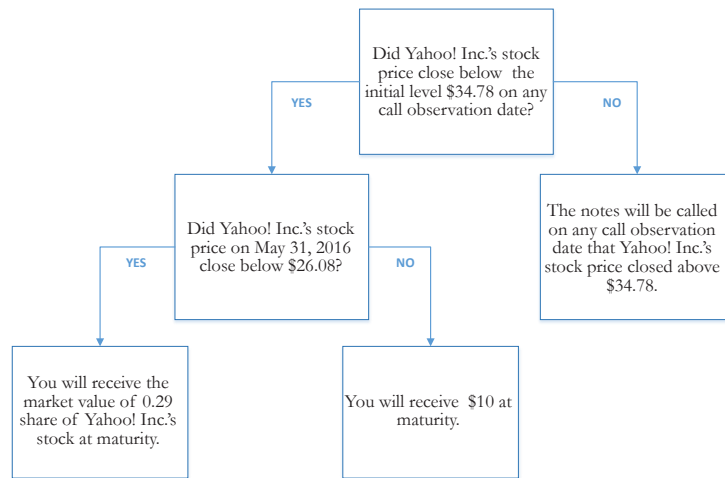 Did Yahoo! Inc.'s stock
price close below the
initial level $34.78 on any
call observation date?
YES
NO
Did Yahoo! Inc.'s stock
price on May 31, 2016
close below $26.08?
The notes will be called
on any call observation
date that Yahoo! Inc.'s
stock price closed above
$34.78.
YES
NO
You will receive the
market value of 0.29
share of Yahoo! Inc.'s
stock at maturity.
You will receive $10 at
maturity.